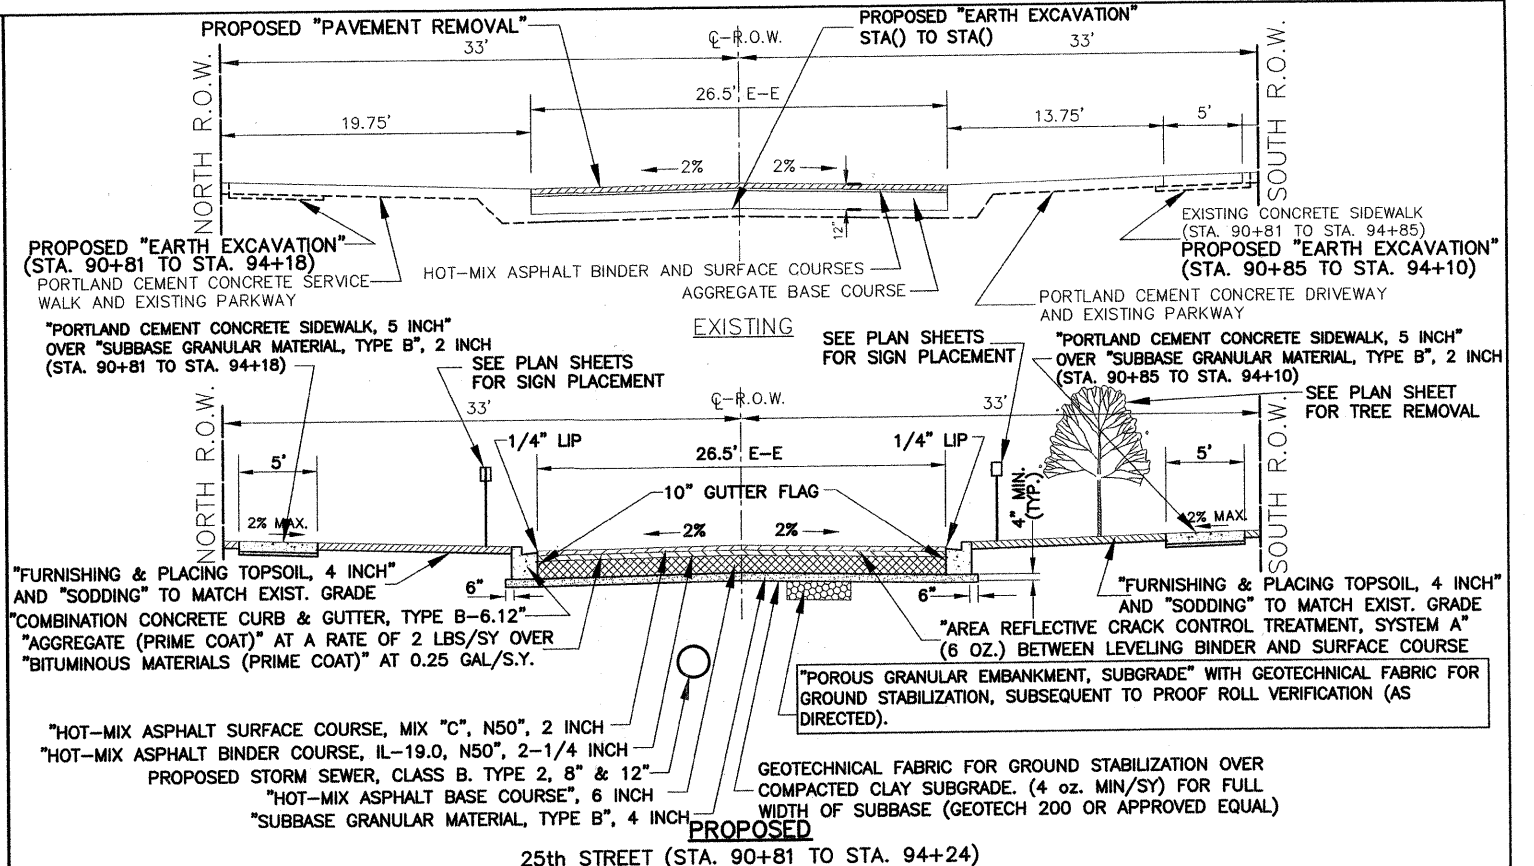 PROPOSED "PAVEMENT REMOVAL"
PROPOSED "EARTH EXCAVATION"
STA() TO STA()
℄-R.O.W.
33'
33'
NORTH R.O.W.
SOUTH R.O.W.
26.5' E-E
19.75'
13.75'
5'
2%
2%
12"
PROPOSED "EARTH EXCAVATION"
(STA. 90+81 TO STA. 94+18)
PORTLAND CEMENT CONCRETE SERVICE
WALK AND EXISTING PARKWAY
HOT-MIX ASPHALT BINDER AND SURFACE COURSES
AGGREGATE BASE COURSE
EXISTING CONCRETE SIDEWALK
(STA. 90+81 TO STA. 94+85)
PROPOSED "EARTH EXCAVATION"
(STA. 90+85 TO STA. 94+10)
PORTLAND CEMENT CONCRETE DRIVEWAY
AND EXISTING PARKWAY
EXISTING
"PORTLAND CEMENT CONCRETE SIDEWALK, 5 INCH"
OVER "SUBBASE GRANULAR MATERIAL, TYPE B", 2 INCH
(STA. 90+81 TO STA. 94+18)
SEE PLAN SHEETS
FOR SIGN PLACEMENT
SEE PLAN SHEETS
FOR SIGN PLACEMENT
"PORTLAND CEMENT CONCRETE SIDEWALK, 5 INCH"
OVER "SUBBASE GRANULAR MATERIAL, TYPE B", 2 INCH
(STA. 90+85 TO STA. 94+10)
SEE PLAN SHEET
FOR TREE REMOVAL
℄-R.O.W.
33'
33'
NORTH R.O.W.
SOUTH R.O.W.
1/4" LIP
1/4" LIP
26.5' E-E
5'
5'
10" GUTTER FLAG
4" MIN.
(TYP.)
2% MAX.
2%
2%
2% MAX.
6"
6"
"FURNISHING & PLACING TOPSOIL, 4 INCH"
AND "SODDING" TO MATCH EXIST. GRADE
"COMBINATION CONCRETE CURB & GUTTER, TYPE B-6.12"
"AGGREGATE (PRIME COAT)" AT A RATE OF 2 LBS/SY OVER
"BITUMINOUS MATERIALS (PRIME COAT)" AT 0.25 GAL/S.Y.
"FURNISHING & PLACING TOPSOIL, 4 INCH"
AND "SODDING" TO MATCH EXIST. GRADE
"AREA REFLECTIVE CRACK CONTROL TREATMENT, SYSTEM A"
(6 OZ.) BETWEEN LEVELING BINDER AND SURFACE COURSE
"POROUS GRANULAR EMBANKMENT, SUBGRADE" WITH GEOTECHNICAL FABRIC FOR
GROUND STABILIZATION, SUBSEQUENT TO PROOF ROLL VERIFICATION (AS
DIRECTED).
"HOT-MIX ASPHALT SURFACE COURSE, MIX "C", N50", 2 INCH
"HOT-MIX ASPHALT BINDER COURSE, IL-19.0, N50", 2-1/4 INCH
PROPOSED STORM SEWER, CLASS B. TYPE 2, 8" & 12"
"HOT-MIX ASPHALT BASE COURSE", 6 INCH
"SUBBASE GRANULAR MATERIAL, TYPE B", 4 INCH
GEOTECHNICAL FABRIC FOR GROUND STABILIZATION OVER
COMPACTED CLAY SUBGRADE. (4 oz. MIN/SY) FOR FULL
WIDTH OF SUBBASE (GEOTECH 200 OR APPROVED EQUAL)
PROPOSED
25th STREET (STA. 90+81 TO STA. 94+24)